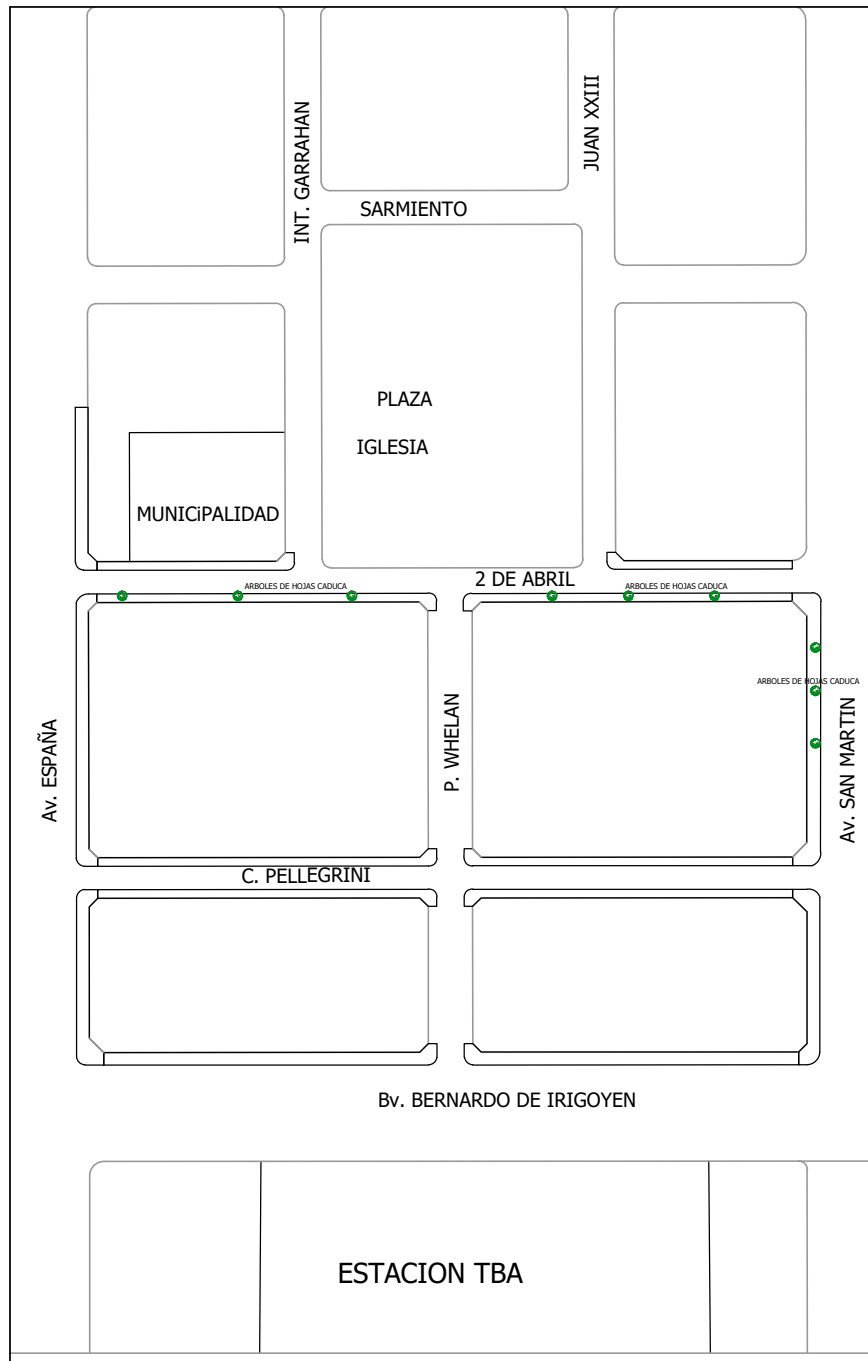 INT. GARRAHAN
JUAN XXIII
SARMIENTO
PLAZA
IGLESIA
MUNICiPALIDAD
2 DE ABRIL
ARBOLES DE HOJAS CADUCA
ARBOLES DE HOJAS CADUCA
ARBOLES DE HOJAS CADUCA
Av. ESPAÑA
P. WHELAN
Av. SAN MARTIN
C. PELLEGRINI
Bv. BERNARDO DE IRIGOYEN
ESTACION TBA